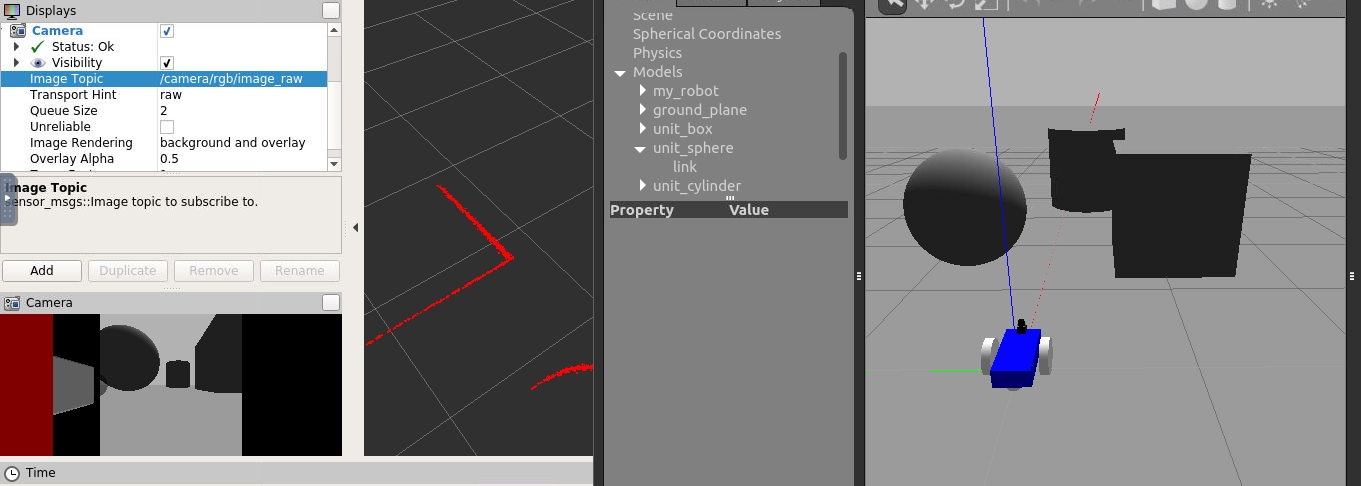 Displays
Camera
Status: Ok
Visibility
Image Topic /camera/rgb/image_raw
Transport Hint raw
Queue Size 2
Unreliable
Image Rendering background and overlay
Overlay Alpha 0.5
Image Topic
sensor_msgs::Image topic to subscribe to.
Add Duplicate Remove Rename
Camera
Time
Scene
Spherical Coordinates
Physics
Models
my_robot
ground_plane
unit_box
unit_sphere
link
unit_cylinder
Property Value